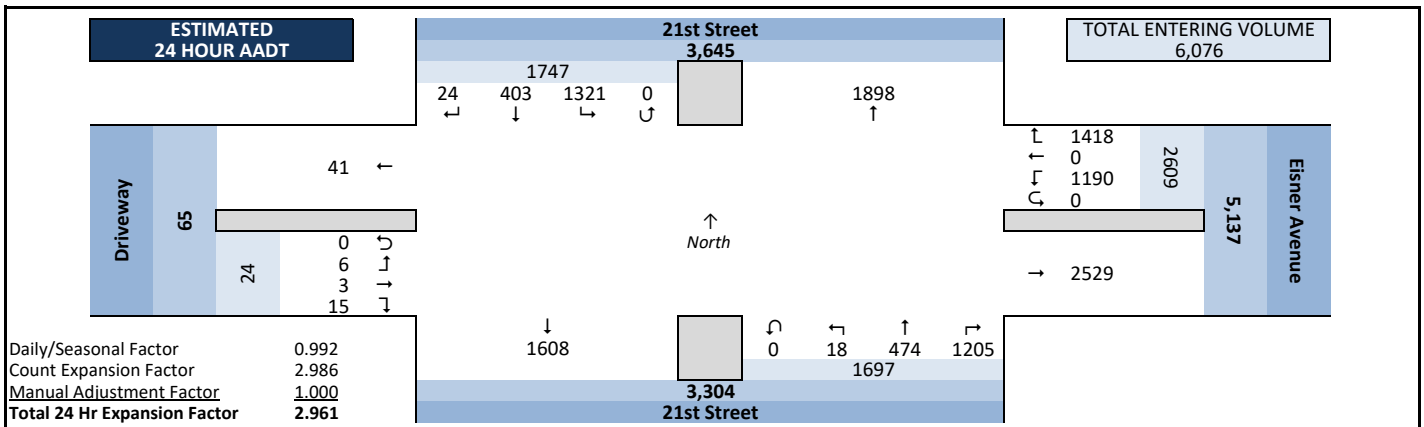 ESTIMATED
24 HOUR AADT
21st Street
3,645
TOTAL ENTERING VOLUME
6,076
1747
24 403 1321 0
↵ ↓ ↳ ↺
1898
↑
Driveway
65
41 ←
24
0 ⮌
6 ↱
3 →
15 ↴
↑
North
↰ 1418
← 0
↲ 1190
⮎ 0
2609
5,137
Eisner Avenue
→ 2529
↓
1608
↶ ↰ ↑ ↱
0 18 474 1205
1697
3,304
21st Street
Daily/Seasonal Factor 0.992
Count Expansion Factor 2.986
Manual Adjustment Factor 1.000
Total 24 Hr Expansion Factor 2.961